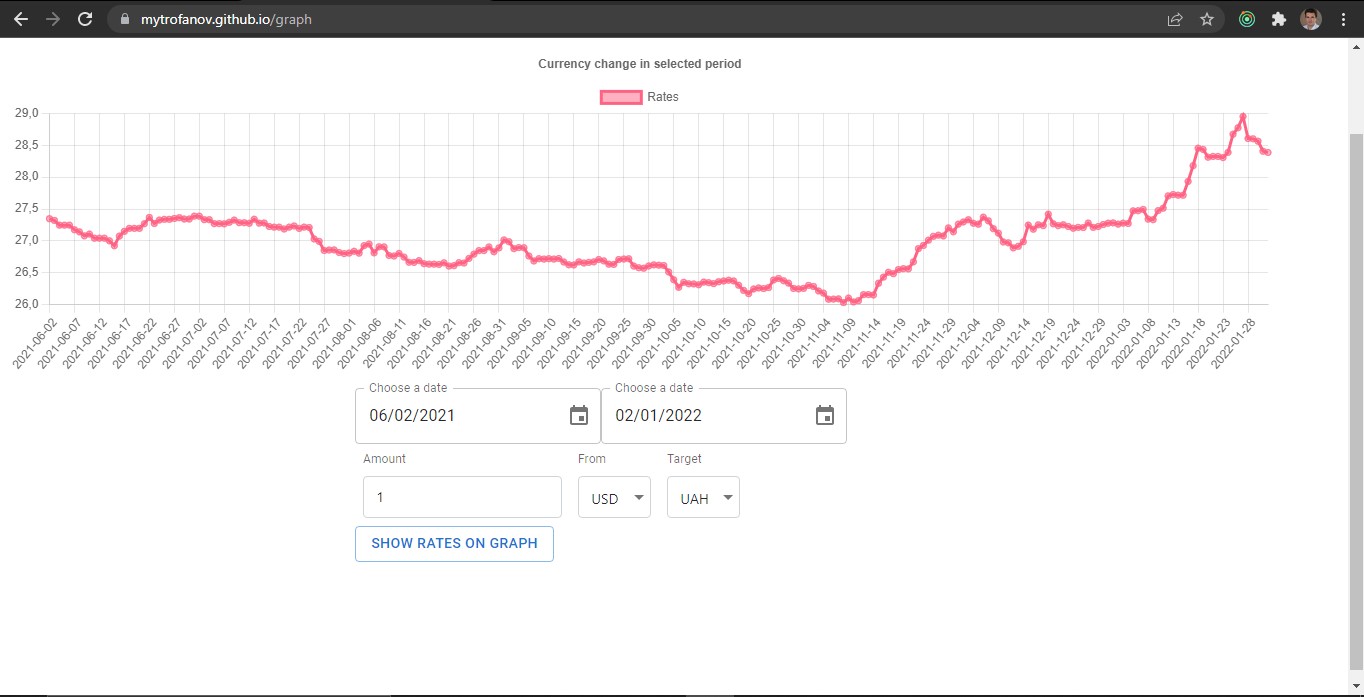 mytrofanov.github.io/graph
Currency change in selected period
Rates
29,0
28,5
28,0
27,5
27,0
26,5
26,0
2021-06-02 2021-06-07 2021-06-12 2021-06-17 2021-06-22 2021-06-27 2021-07-02 2021-07-07 2021-07-12 2021-07-17 2021-07-22 2021-07-27 2021-08-01 2021-08-06 2021-08-11 2021-08-16 2021-08-21 2021-08-26 2021-08-31 2021-09-05 2021-09-10 2021-09-15 2021-09-20 2021-09-25 2021-09-30 2021-10-05 2021-10-10 2021-10-15 2021-10-20 2021-10-25 2021-10-30 2021-11-04 2021-11-09 2021-11-14 2021-11-19 2021-11-24 2021-11-29 2021-12-04 2021-12-09 2021-12-14 2021-12-19 2021-12-24 2021-12-29 2022-01-03 2022-01-08 2022-01-13 2022-01-18 2022-01-23 2022-01-28
Choose a date Choose a date
06/02/2021 02/01/2022
Amount From Target
1 USD UAH
SHOW RATES ON GRAPH